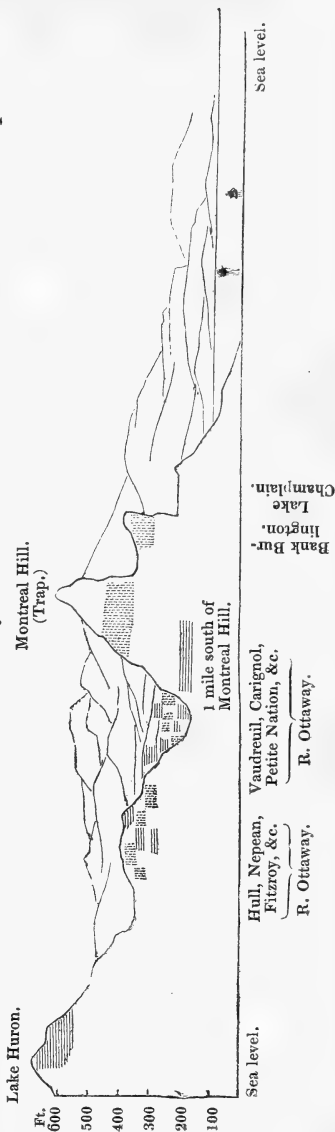 Lake Huron.
Ft.
600
500
400
300
200
100
Sea level.
Hull, Nepean,
Fitzroy, &c.
R. Ottaway.
Vaudreuil, Carignol,
Petite Nation, &c.
R. Ottaway.
1 mile south of
Montreal Hill.
Montreal Hill.
(Trap.)
Bank Bur-
lington.
Lake
Champlain.
Sea level.